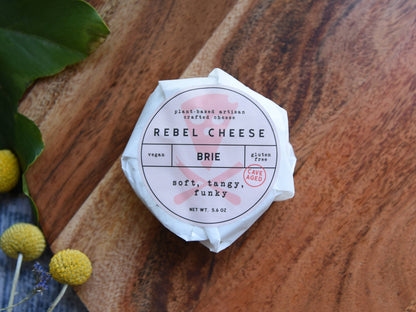 plant-based artisan
crafted cheese
REBEL CHEESE
vegan
BRIE
gluten
free
CAVE
AGED
soft, tangy,
funky
NET WT. 5.6 OZ